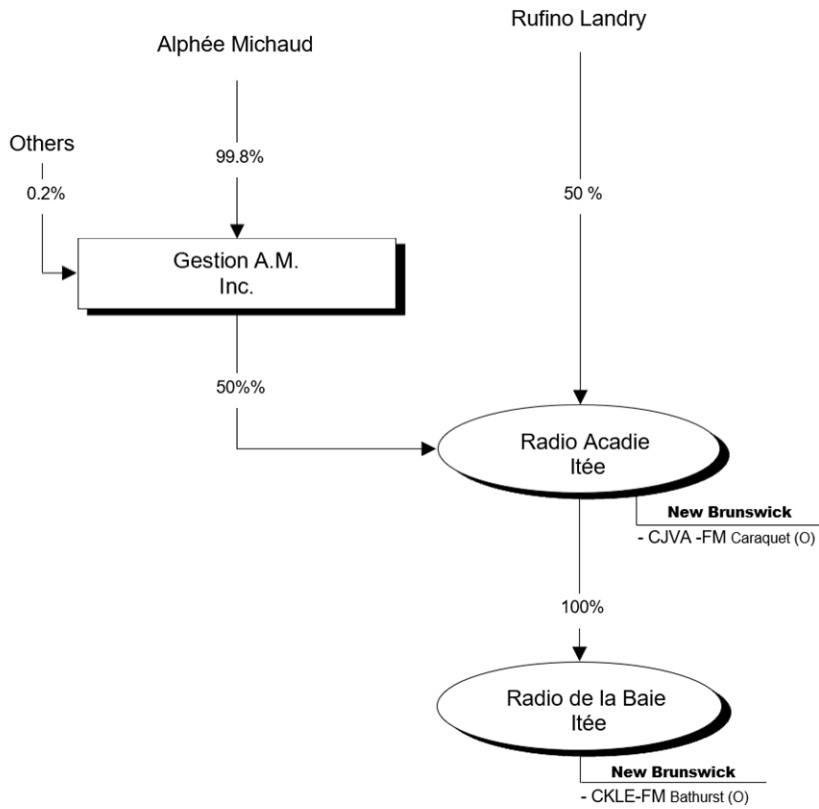 Rufino Landry
Alphée Michaud
Others
99.8%
0.2%
50 %
Gestion A.M.
Inc.
50%%
Radio Acadie
ltée
New Brunswick
- CJVA -FM Caraquet (O)
100%
Radio de la Baie
ltée
New Brunswick
- CKLE-FM Bathurst (O)